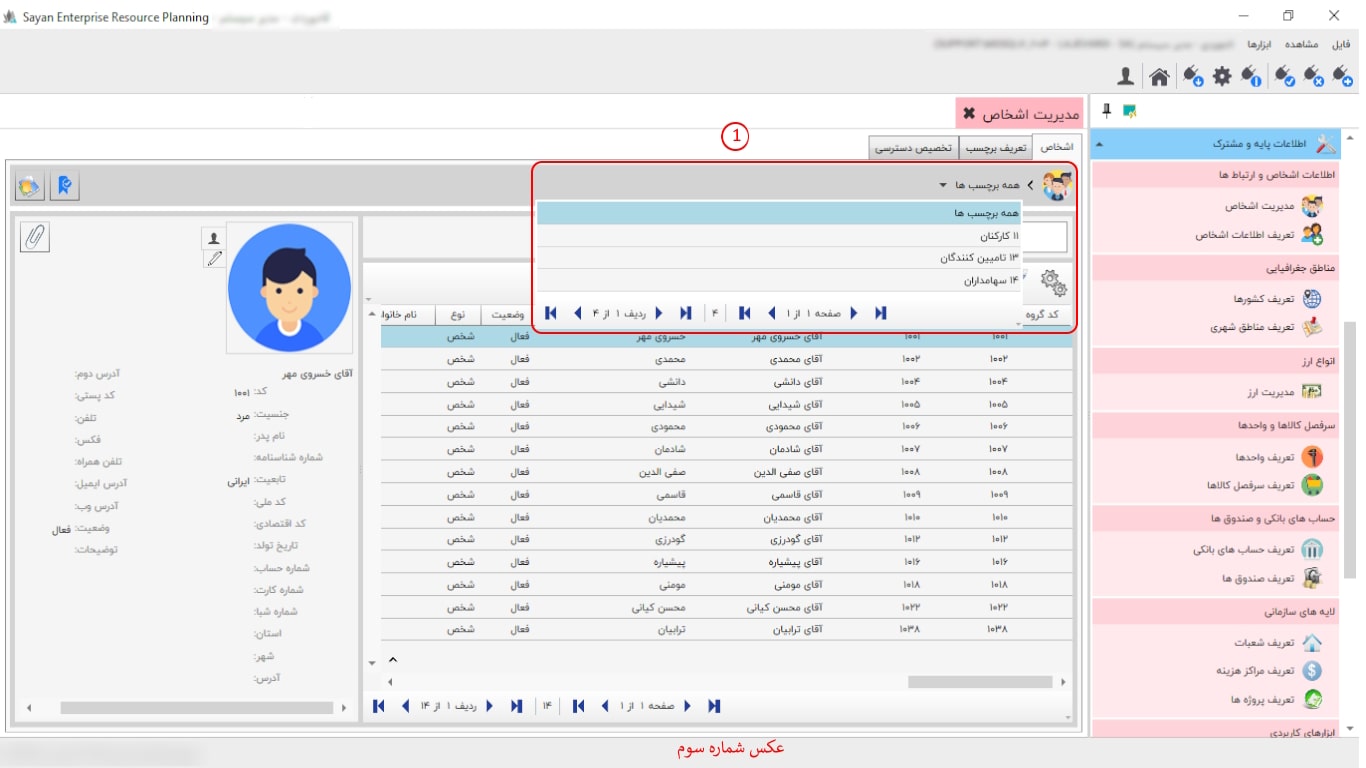 Sayan Enterprise Resource Planning
فایل مشاهده ابزارها
مدیریت اشخاص
اشخاص تعریف برچسب تخصیص دسترسی
1
همه برچسب ها
همه برچسب ها
۱۱ کارکنان
۱۳ تامیین کنندگان
۱۴ سهامداران
صفحه ۱ از ۱ ۴ ردیف ۱ از ۴
کد گروه وضعیت نوع نام خانواد
۱۰۰۱ ۱۰۰۱ آقای خسروی مهر خسروی مهر فعال شخص
۱۰۰۲ ۱۰۰۲ آقای محمدی محمدی فعال شخص
۱۰۰۴ ۱۰۰۴ آقای دانشی دانشی فعال شخص
۱۰۰۵ ۱۰۰۵ آقای شیدایی شیدایی فعال شخص
۱۰۰۶ ۱۰۰۶ آقای محمودی محمودی فعال شخص
۱۰۰۷ ۱۰۰۷ آقای شادمان شادمان فعال شخص
۱۰۰۸ ۱۰۰۸ آقای صفی الدین صفی الدین فعال شخص
۱۰۰۹ ۱۰۰۹ آقای قاسمی قاسمی فعال شخص
۱۰۱۰ ۱۰۱۰ آقای محمدیان محمدیان فعال شخص
۱۰۱۲ ۱۰۱۲ آقای گودرزی گودرزی فعال شخص
۱۰۱۶ ۱۰۱۶ آقای پیشیاره پیشیاره فعال شخص
۱۰۱۸ ۱۰۱۸ آقای مومنی مومنی فعال شخص
۱۰۲۲ ۱۰۲۲ آقای محسن کیانی محسن کیانی فعال شخص
۱۰۳۸ ۱۰۳۸ آقای ترابیان ترابیان فعال شخص
صفحه ۱ از ۱ ۱۴ ردیف ۱ از ۱۴
آقای خسروی مهر
کد: ۱۰۰۱
جنسیت: مرد
نام پدر:
شماره شناسنامه:
تابعیت: ایرانی
کد ملی:
کد اقتصادی:
تاریخ تولد:
شماره حساب:
شماره کارت:
شماره شبا:
استان:
شهر:
آدرس:
آدرس دوم:
کد پستی:
تلفن:
فکس:
تلفن همراه:
آدرس ایمیل:
آدرس وب:
وضعیت: فعال
توضیحات:
اطلاعات پایه و مشترک
اطلاعات اشخاص و ارتباط ها
مدیریت اشخاص
تعریف اطلاعات اشخاص
مناطق جغرافیایی
تعریف کشورها
تعریف مناطق شهری
انواع ارز
مدیریت ارز
سرفصل کالاها و واحدها
تعریف واحدها
تعریف سرفصل کالاها
حساب های بانکی و صندوق ها
تعریف حساب های بانکی
تعریف صندوق ها
لایه های سازمانی
تعریف شعبات
تعریف مراکز هزینه
تعریف پروژه ها
ابزارهای کاربردی
عکس شماره سوم